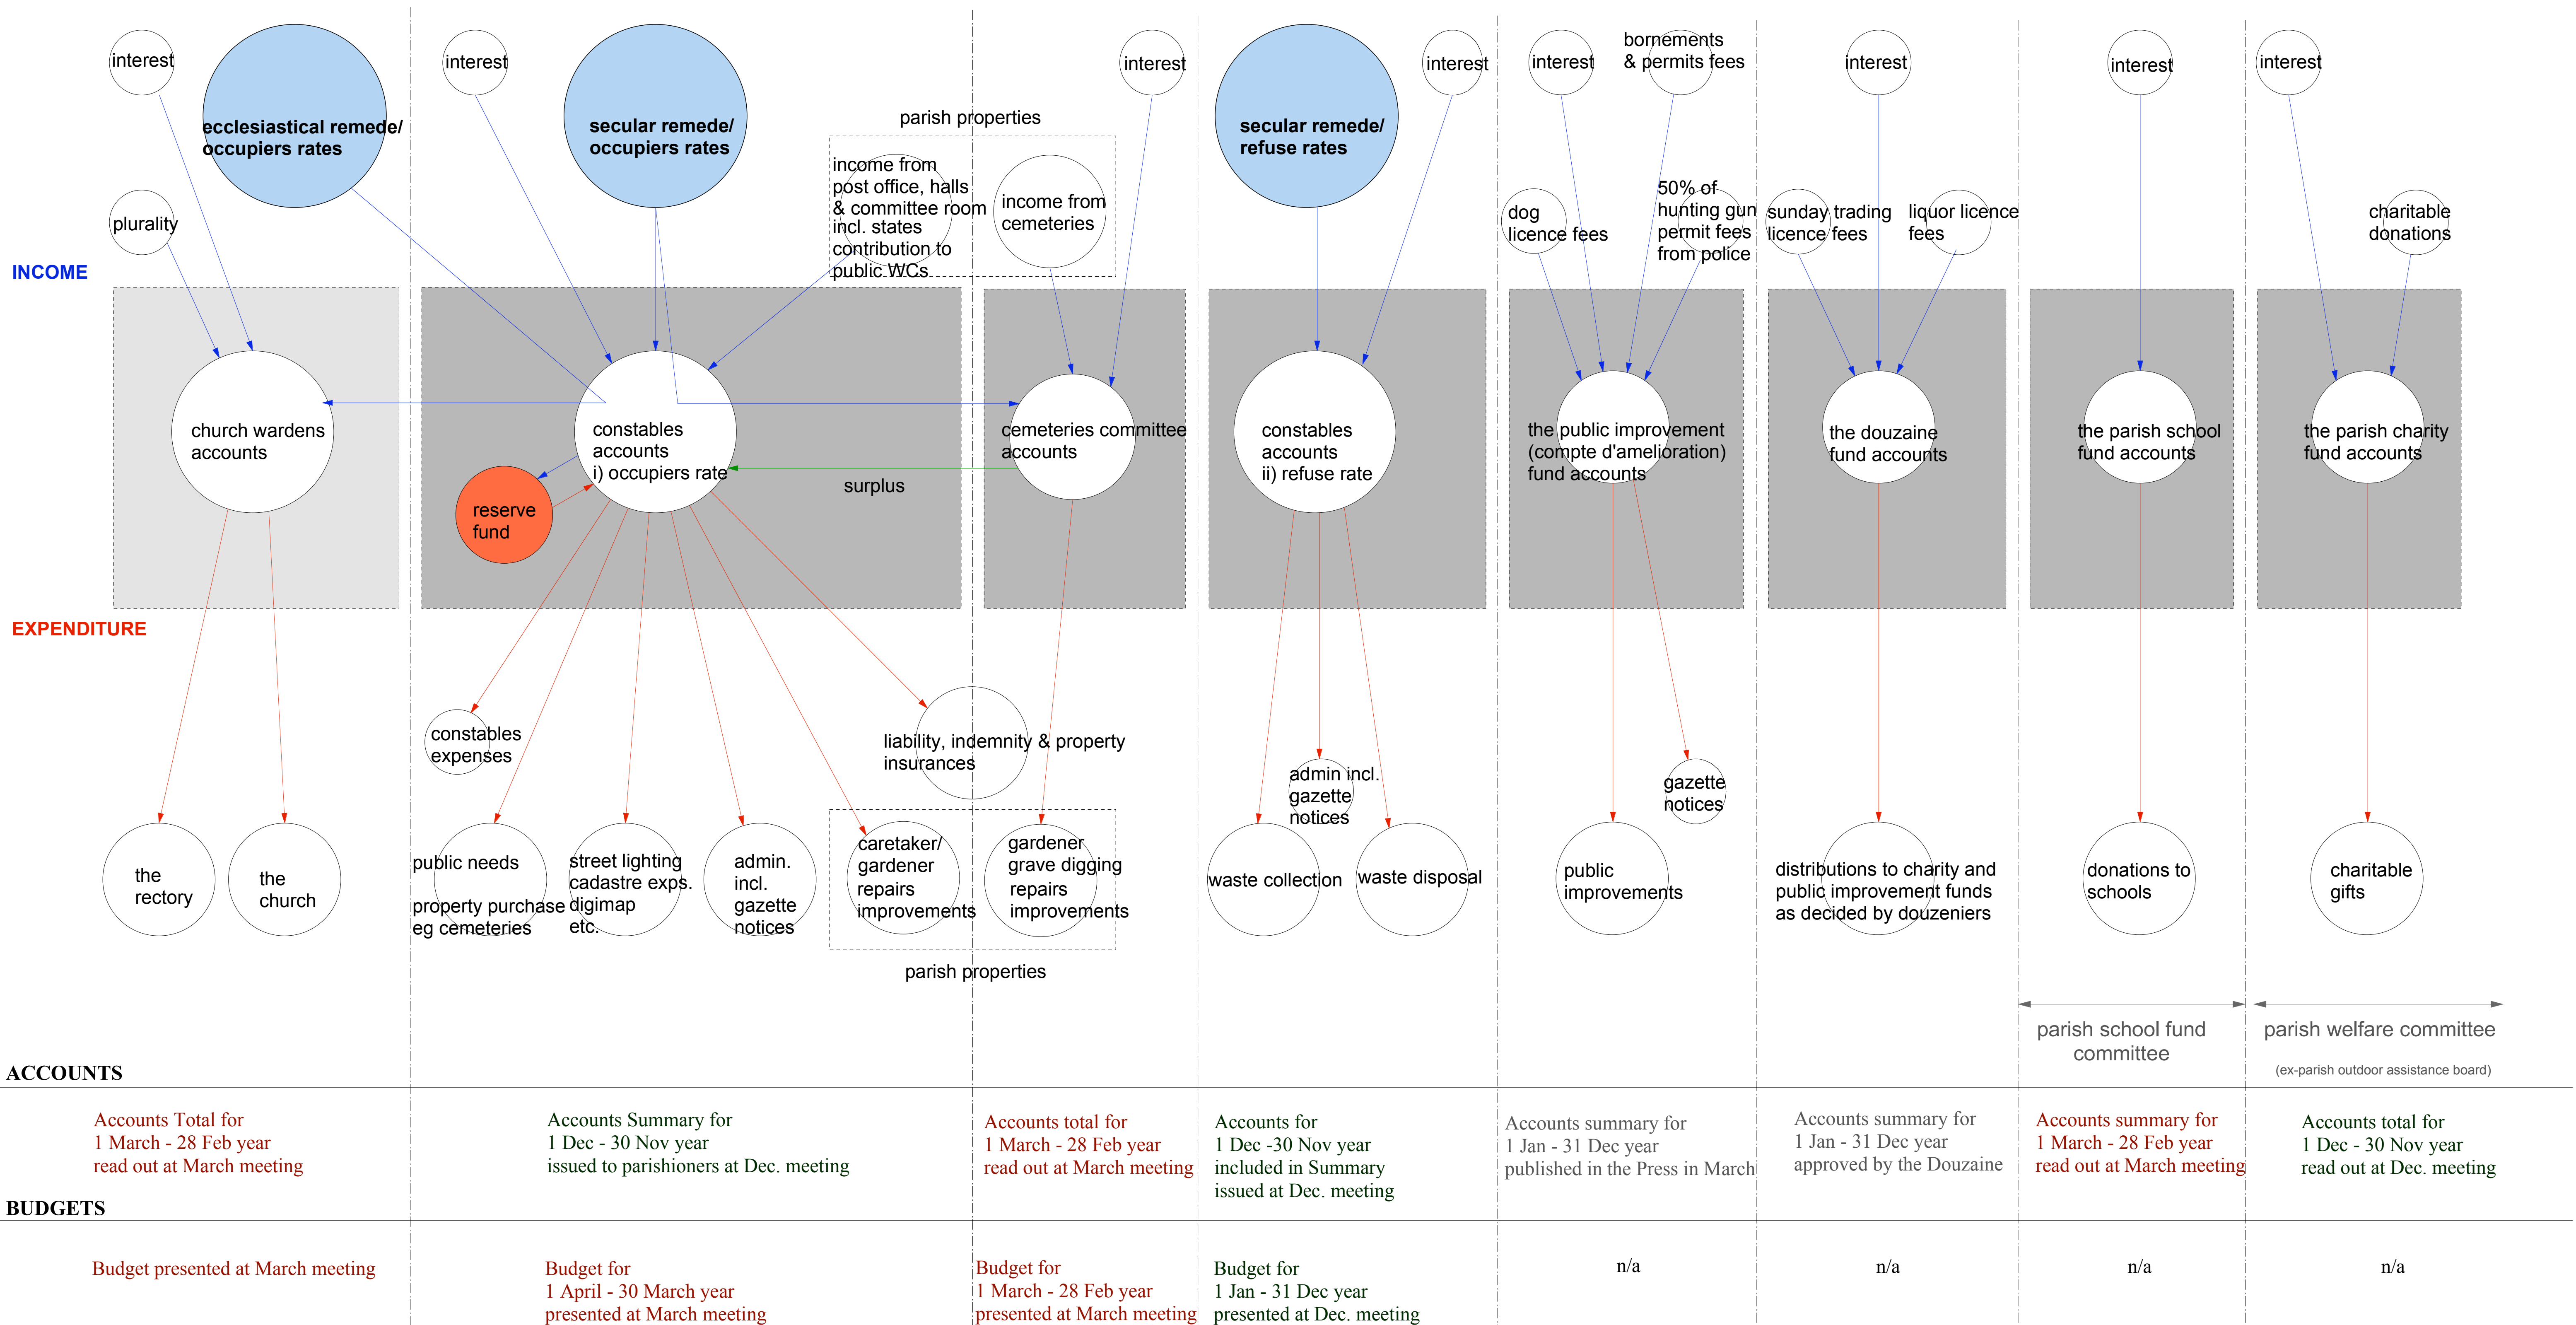 interest
ecclesiastical remede/
occupiers rates
plurality
interest
secular remede/
occupiers rates
parish properties
income from
post office, halls
& committee room
incl. states
contribution to
public WCs
income from
cemeteries
interest
secular remede/
refuse rates
interest
interest
bornements
& permits fees
dog
licence fees
50% of
hunting gun
permit fees
from police
interest
sunday trading
licence fees
liquor licence
fees
interest
interest
charitable
donations
INCOME
church wardens
accounts
constables
accounts
i) occupiers rate
reserve
fund
surplus
cemeteries committee
accounts
constables
accounts
ii) refuse rate
the public improvement
(compte d'amelioration)
fund accounts
the douzaine
fund accounts
the parish school
fund accounts
the parish charity
fund accounts
EXPENDITURE
the
rectory
the
church
constables
expenses
public needs
property purchase
eg cemeteries
street lighting
cadastre exps.
digimap
etc.
admin.
incl.
gazette
notices
liability, indemnity & property
insurances
caretaker/
gardener
repairs
improvements
gardener
grave digging
repairs
improvements
parish properties
waste collection
admin incl.
gazette
notices
waste disposal
public
improvements
gazette
notices
distributions to charity and
public improvement funds
as decided by douzeniers
donations to
schools
charitable
gifts
parish school fund
committee
parish welfare committee
(ex-parish outdoor assistance board)
ACCOUNTS
Accounts Total for
1 March - 28 Feb year
read out at March meeting
Accounts Summary for
1 Dec - 30 Nov year
issued to parishioners at Dec. meeting
Accounts total for
1 March - 28 Feb year
read out at March meeting
Accounts for
1 Dec -30 Nov year
included in Summary
issued at Dec. meeting
Accounts summary for
1 Jan - 31 Dec year
published in the Press in March
Accounts summary for
1 Jan - 31 Dec year
approved by the Douzaine
Accounts summary for
1 March - 28 Feb year
read out at March meeting
Accounts total for
1 Dec - 30 Nov year
read out at Dec. meeting
BUDGETS
Budget presented at March meeting
Budget for
1 April - 30 March year
presented at March meeting
Budget for
1 March - 28 Feb year
presented at March meeting
Budget for
1 Jan - 31 Dec year
presented at Dec. meeting
n/a
n/a
n/a
n/a